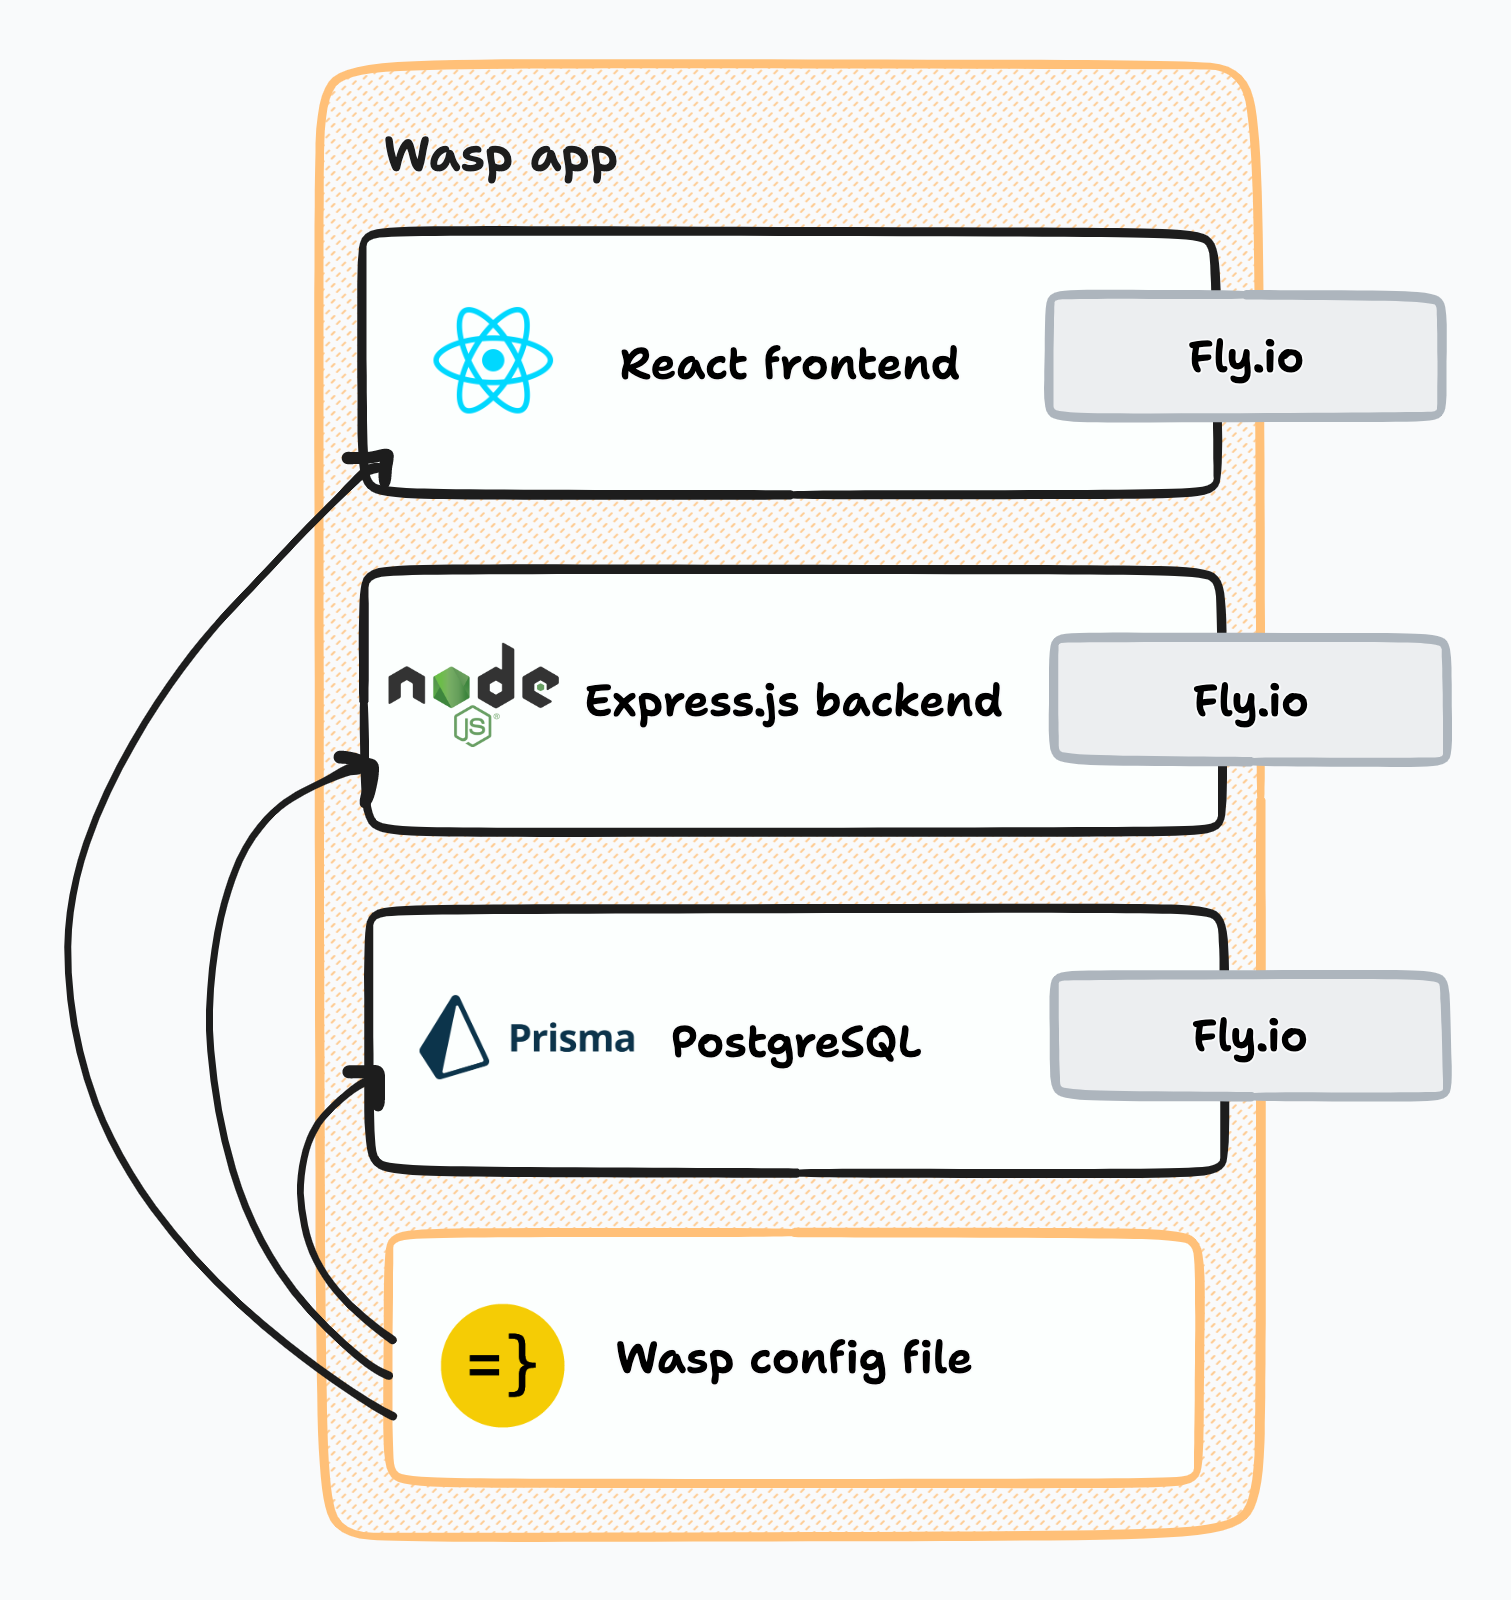 Wasp app
React frontend
Fly.io
node
JS
®
Express.js backend
Fly.io
Prisma
PostgreSQL
Fly.io
=}
Wasp config file